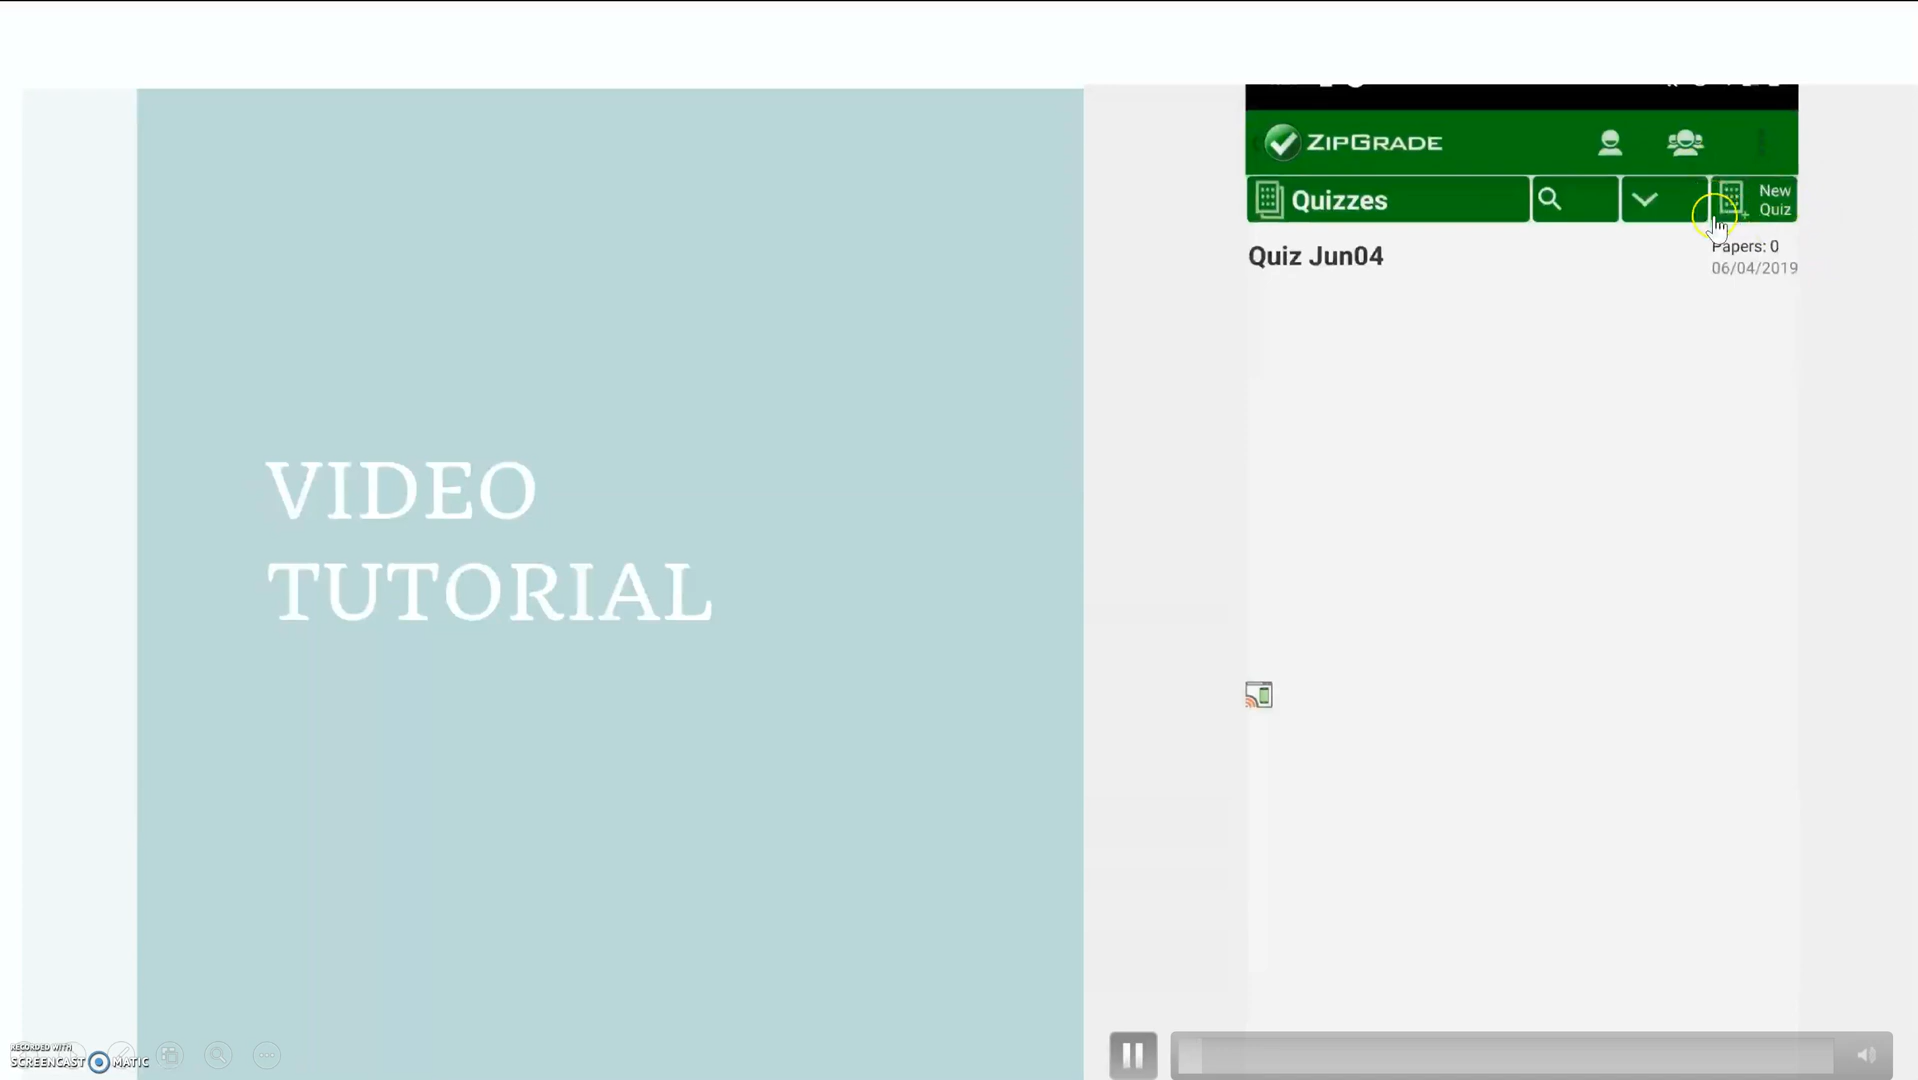 VIDEO
TUTORIAL
ZIPGRADE
Quizzes
New
Quiz
Quiz Jun04
Papers: 0
06/04/2019
RECORDED WITH
SCREENCAST MATIC